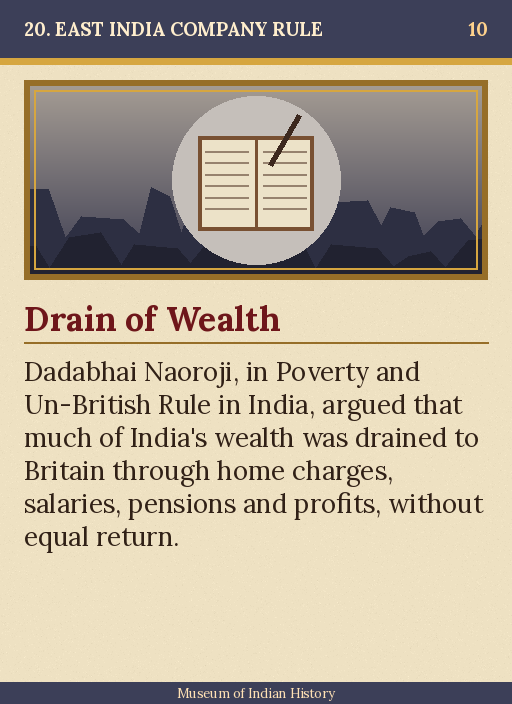 20. EAST INDIA COMPANY RULE 10
Drain of Wealth
Dadabhai Naoroji, in Poverty and
Un-British Rule in India, argued that
much of India's wealth was drained to
Britain through home charges,
salaries, pensions and profits, without
equal return.
Museum of Indian History